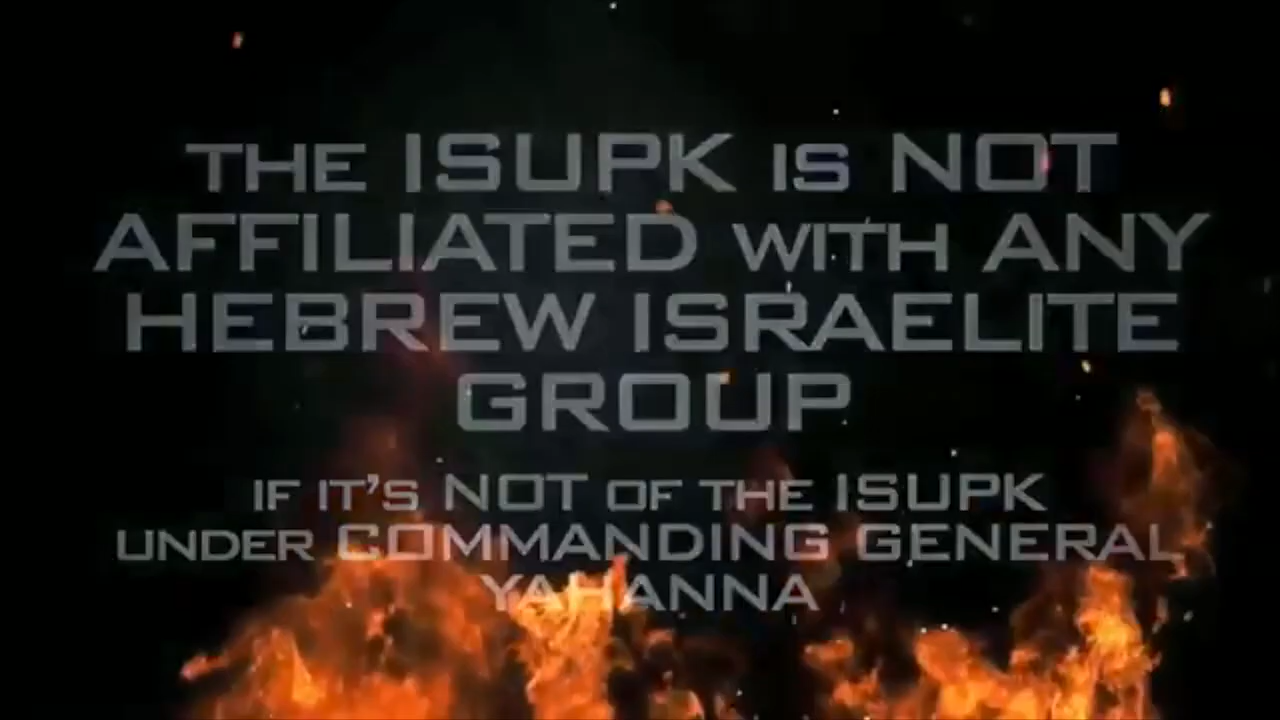 THE ISUPK IS NOT
AFFILIATED WITH ANY
HEBREW ISRAELITE
GROUP
IF IT'S NOT OF THE ISUPK
UNDER COMMANDING GENERAL
YAHANNA